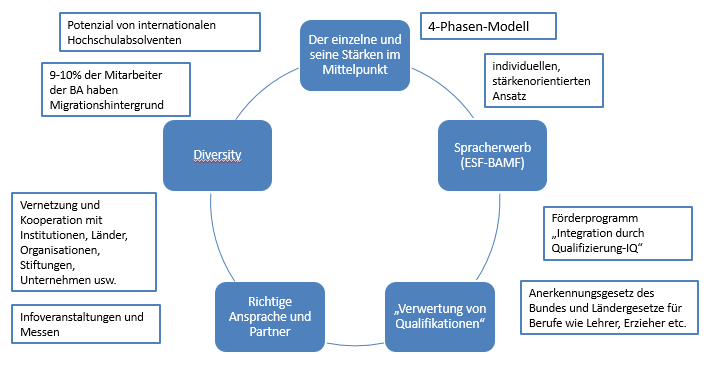 Potenzial von internationalen
Hochschulabsolventen
Der einzelne und
seine Stärken im
Mittelpunkt
4-Phasen-Modell
9-10% der Mitarbeiter
der BA haben
Migrationshintergrund
individuellen,
stärkenorientierten
Ansatz
Diversity
Spracherwerb
(ESF-BAMF)
Vernetzung und
Kooperation mit
Institutionen, Länder,
Organisationen,
Stiftungen,
Unternehmen usw.
Förderprogramm
„Integration durch
Qualifizierung-IQ“
Richtige
Ansprache und
Partner
„Verwertung von
Qualifikationen“
Anerkennungsgesetz des
Bundes und Ländergesetze für
Berufe wie Lehrer, Erzieher etc.
Infoveranstaltungen und
Messen